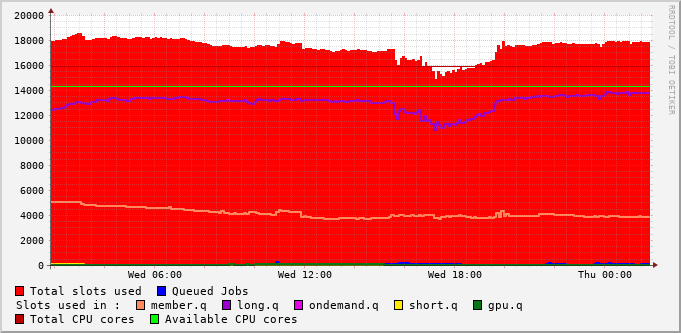 20000
18000
16000
14000
12000
10000
8000
6000
4000
2000
0
Wed 06:00 Wed 12:00 Wed 18:00 Thu 00:00
RRDTOOL / TOBI OETIKER
Total slots used Queued Jobs
Slots used in : member.q long.q ondemand.q short.q gpu.q
Total CPU cores Available CPU cores